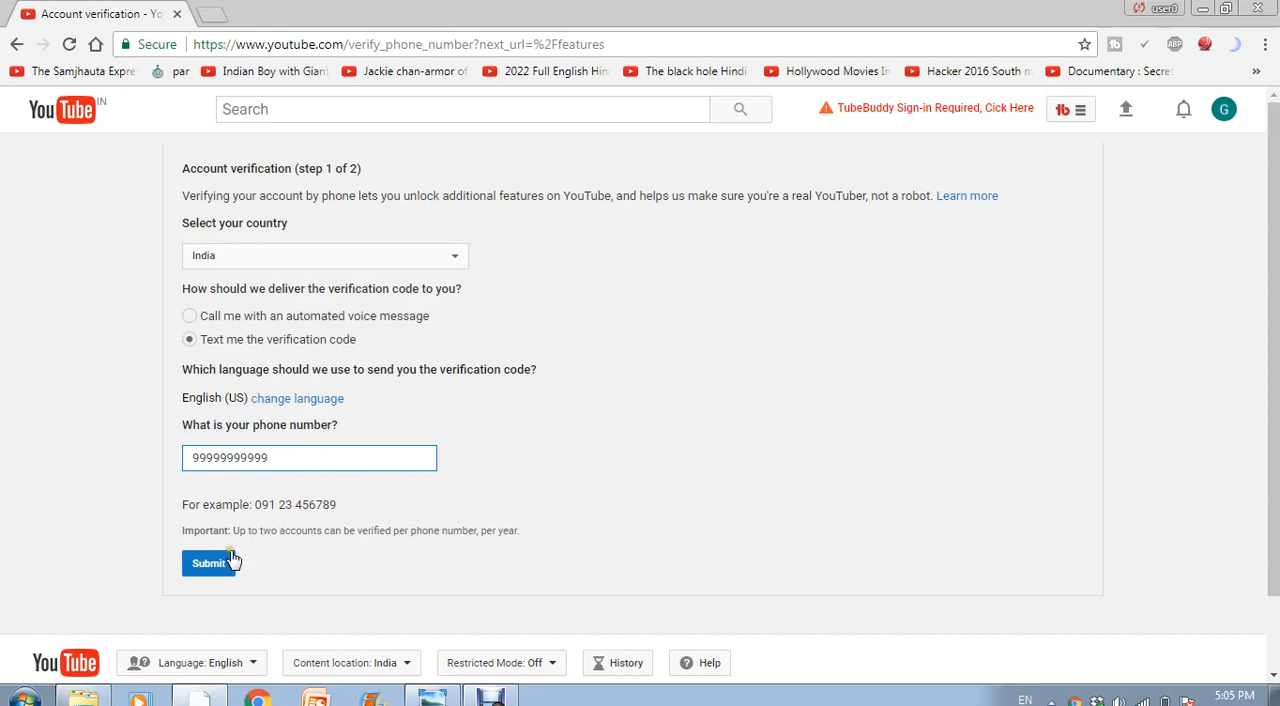 Account verification - Yo
user0
Secure
https://www.youtube.com/verify_phone_number?next_url=%2Ffeatures
ABP
The Samjhauta Expre
par
Indian Boy with Giant
Jackie chan-armor of
2022 Full English Hin
The black hole Hindi
Hollywood Movies In
Hacker 2016 South m
Documentary : Secre
YouTube IN
Search
TubeBuddy Sign-in Required, Cick Here
G
Account verification (step 1 of 2)
Verifying your account by phone lets you unlock additional features on YouTube, and helps us make sure you're a real YouTuber, not a robot. Learn more
Select your country
India
How should we deliver the verification code to you?
Call me with an automated voice message
Text me the verification code
Which language should we use to send you the verification code?
English (US) change language
What is your phone number?
99999999999
For example: 091 23 456789
Important: Up to two accounts can be verified per phone number, per year.
Submit
YouTube
Language: English
Content location: India
Restricted Mode: Off
History
Help
EN
5:05 PM